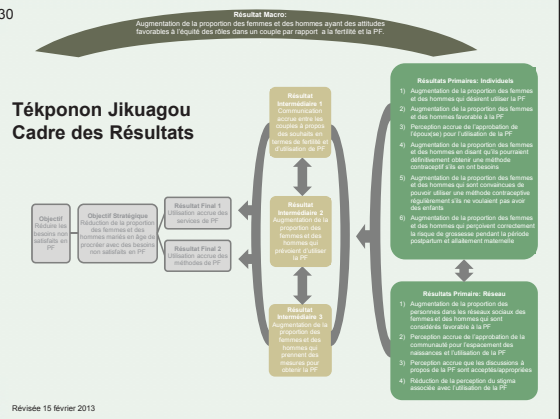 30
Résultat Macro:
Augmentation de la proportion des femmes et des hommes ayant des attitudes
favorables à l'équité des rôles dans un couple par rapport a la fertilité et la PF.
Tékponon Jikuagou
Cadre des Résultats
Objectif
Réduire les
besoins non
satisfaits en
PF
Objectif Stratégique
Réduction de la proportion
des femmes et des
hommes mariés en âge de
procréer avec des besoins
non satisfaits en PF
Résultat Final 1
Utilisation accrue des
services de PF
Résultat Final 2
Utilisation accrue des
méthodes de PF
Résultat
Intermédiaire 1
Communication
accrue entre les
couples à propos
des souhaits en
termes de fertilité et
d'utilisation de PF
Résultat
Intermédiaire 2
Augmentation de la
proportion des
femmes et des
hommes qui
prévoient d'utiliser
la PF
Résultat
Intermédiaire 3
Augmentation de la
proportion des
femmes et des
hommes qui
prennent des
mesures pour
obtenir la PF
Résultats Primaires: Individuels
1) Augmentation de la proportion des femmes
et des hommes qui désirent utiliser la PF
2) Augmentation de la proportion des femmes
et des hommes favorable à la PF
3) Perception accrue de l'approbation de
l'époux(se) pour l'utilisation de la PF
4) Augmentation de la proportion des femmes
et des hommes en disant qu'ils pourraient
définitivement obtenir une méthode
contraceptif s'ils en ont besoins
5) Augmentation de la proportion des femmes
et des hommes qui sont convaincues de
pouvoir utiliser une méthode contraceptive
régulièrement s'ils ne voulaient pas avoir
des enfants
6) Augmentation de la proportion des femmes
et des hommes qui perçoivent correctement
la risque de grossesse pendant la période
postpartum et allaitement maternelle
Résultats Primaire: Réseau
1) Augmentation de la proportion des
personnes dans les réseaux sociaux des
femmes et des hommes qui sont
considérés favorable à la PF
2) Perception accrue de l'approbation de la
communauté pour l'espacement des
naissances et l'utilisation de la PF
3) Perception accrue que les discussions à
propos de la PF sont acceptés/appropriées
4) Réduction de la perception du stigma
associée avec l'utilisation de la PF
Révisée 15 février 2013